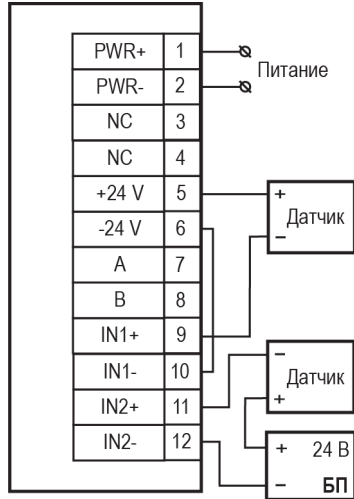 PWR+ 1
PWR- 2
Питание
NC 3
NC 4
+24 V 5
-24 V 6
A 7
B 8
IN1+ 9
IN1- 10
IN2+ 11
IN2- 12
+
Датчик
−
−
Датчик
+
+ 24 В
− БП